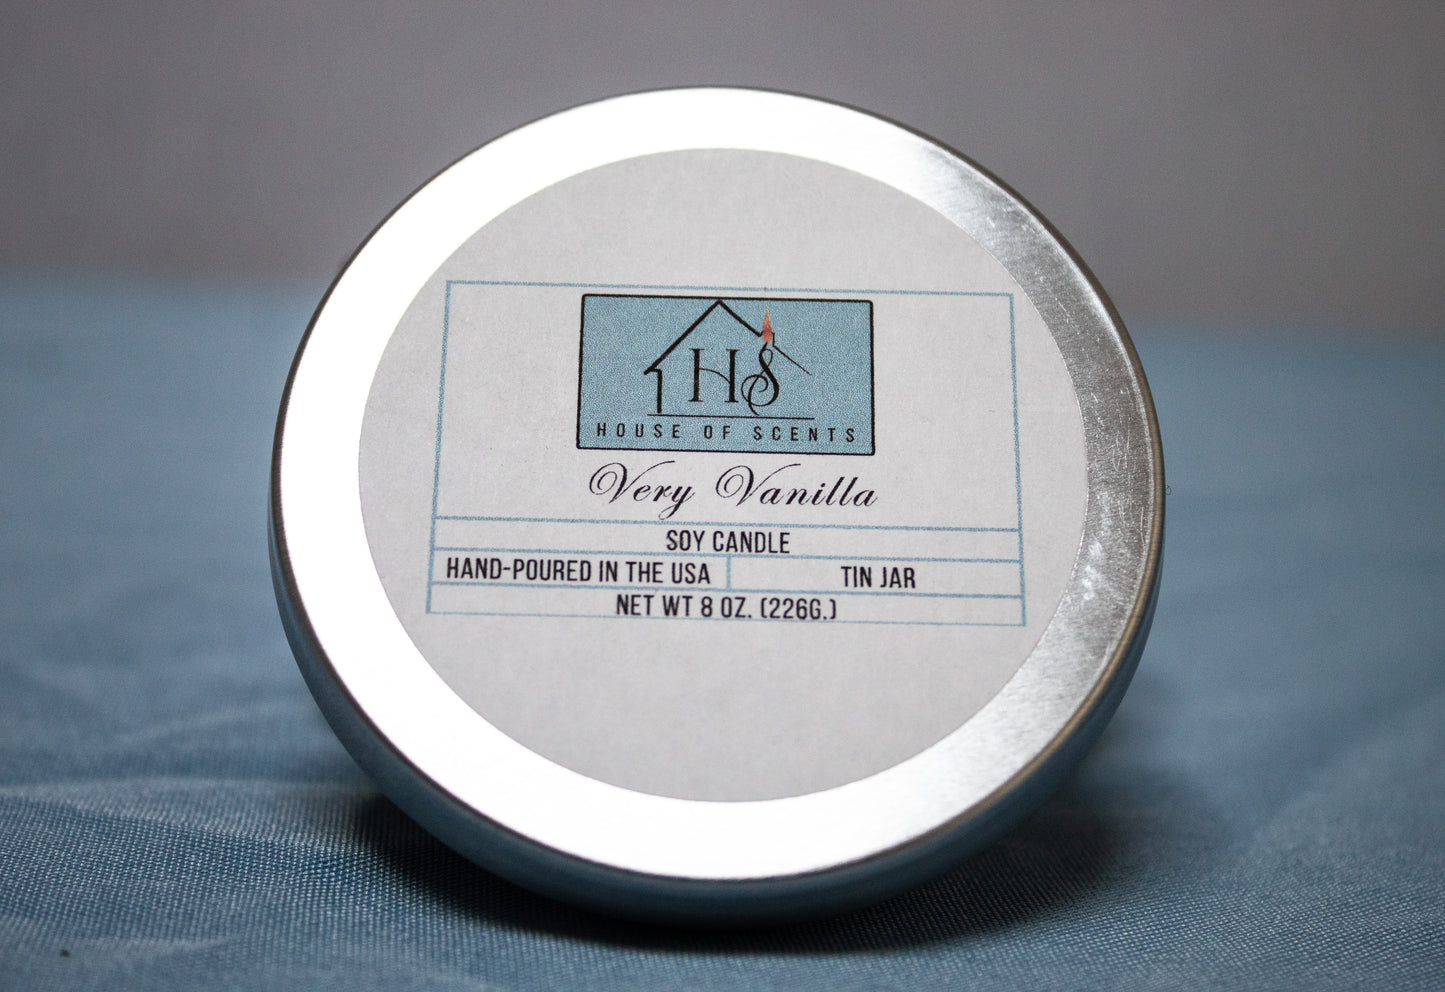 HS
HOUSE OF SCENTS
Very Vanilla
SOY CANDLE
HAND-POURED IN THE USA
TIN JAR
NET WT 8 OZ. (226G.)